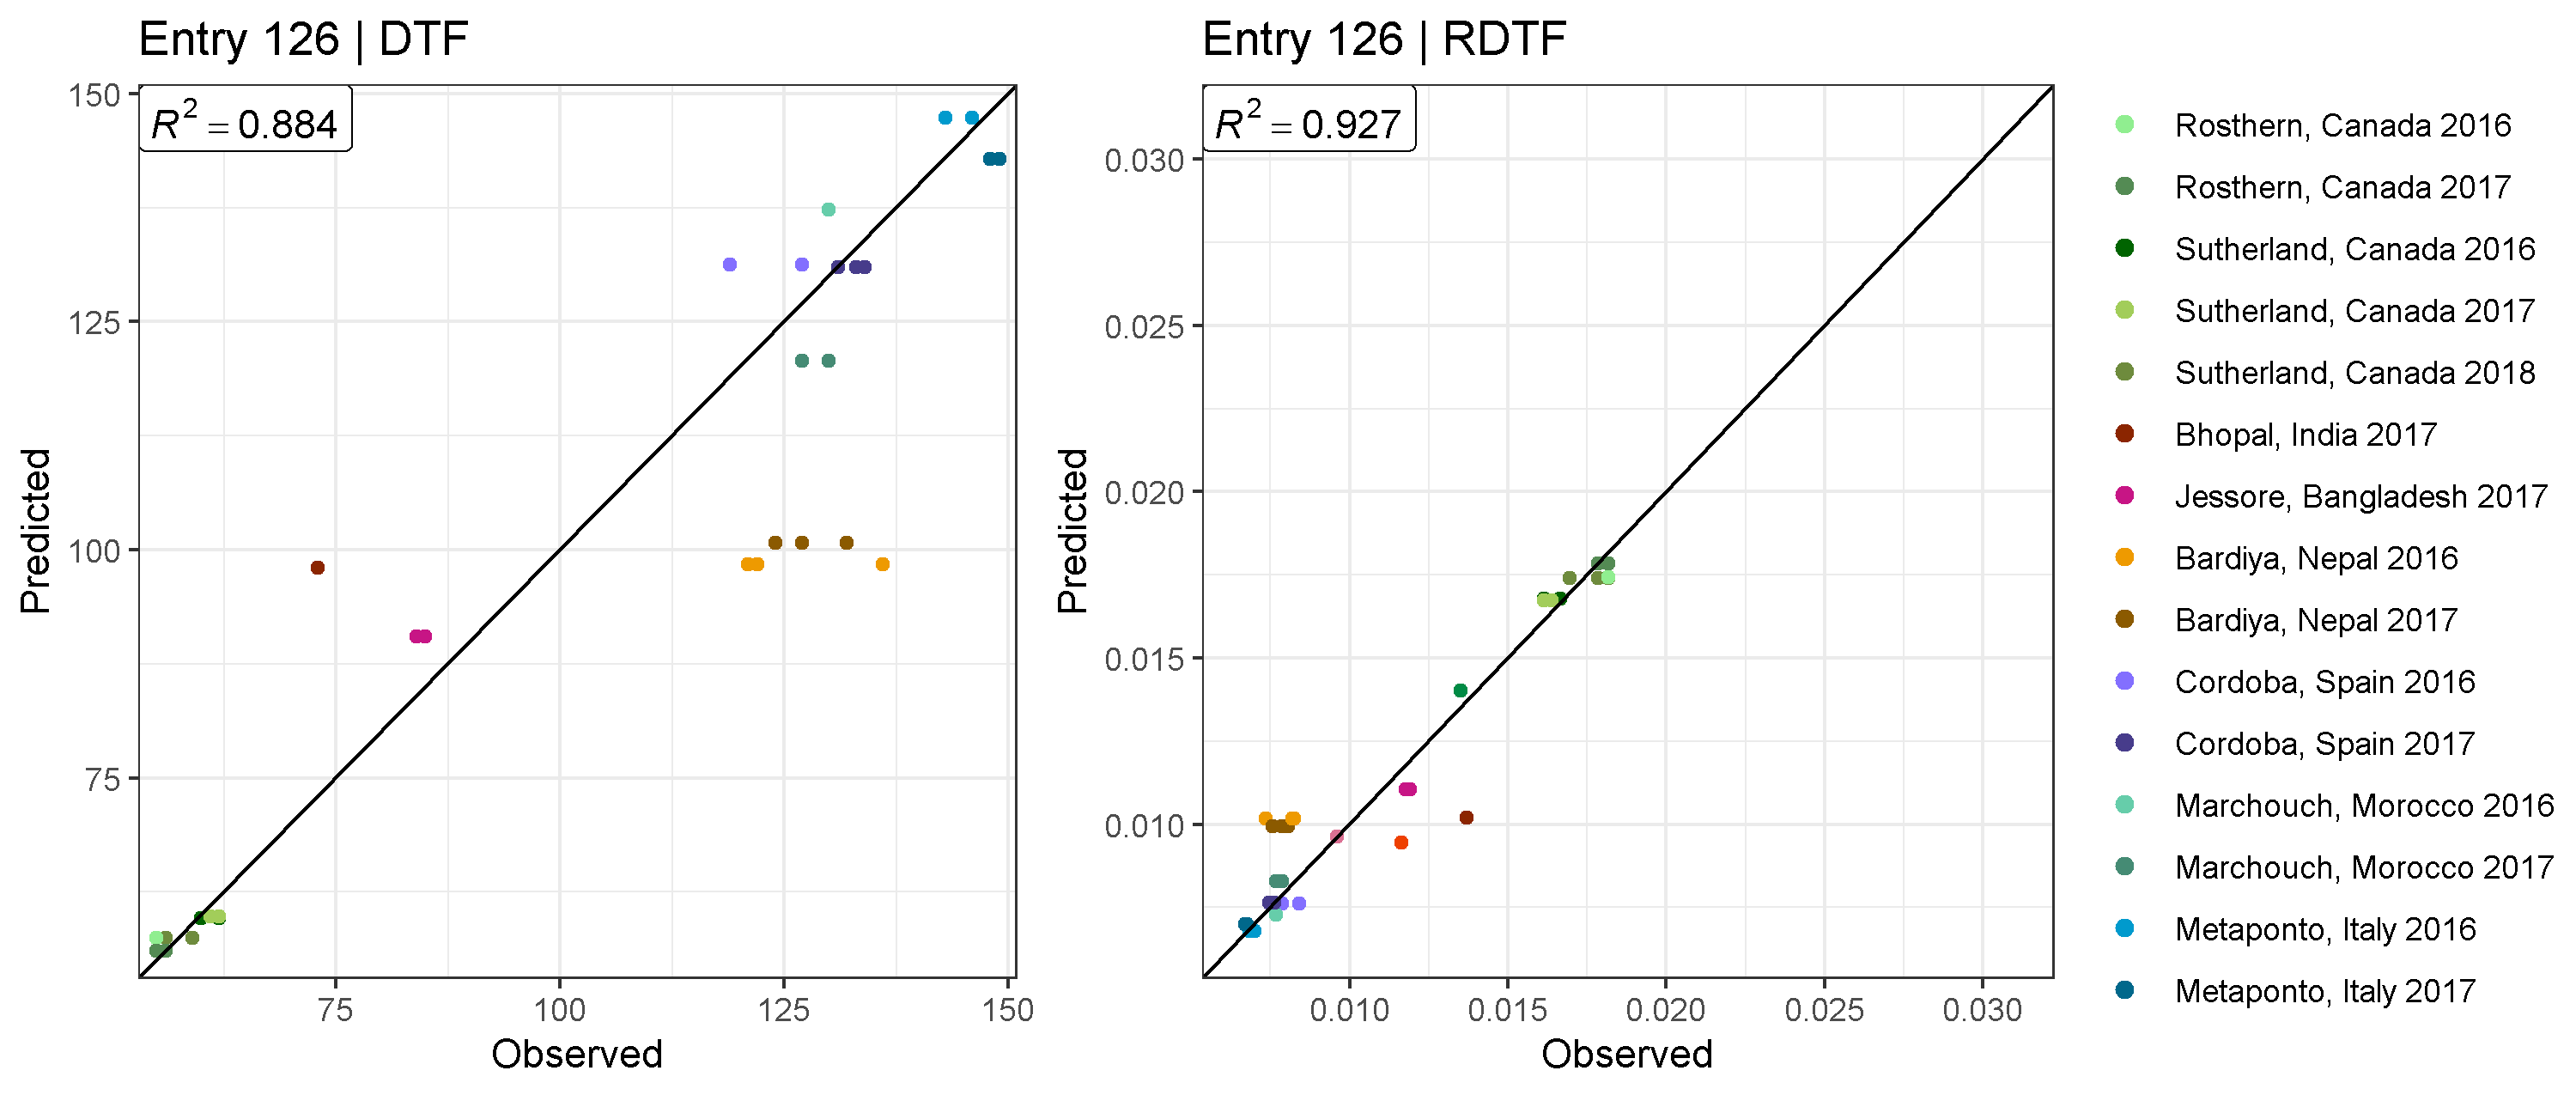 Entry 126 | DTF
R² = 0.884
150
125
100
75
Predicted
75 100 125 150
Observed
Entry 126 | RDTF
R² = 0.927
0.030
0.025
0.020
0.015
0.010
Predicted
0.010 0.015 0.020 0.025 0.030
Observed
Rosthern, Canada 2016
Rosthern, Canada 2017
Sutherland, Canada 2016
Sutherland, Canada 2017
Sutherland, Canada 2018
Bhopal, India 2017
Jessore, Bangladesh 2017
Bardiya, Nepal 2016
Bardiya, Nepal 2017
Cordoba, Spain 2016
Cordoba, Spain 2017
Marchouch, Morocco 2016
Marchouch, Morocco 2017
Metaponto, Italy 2016
Metaponto, Italy 2017